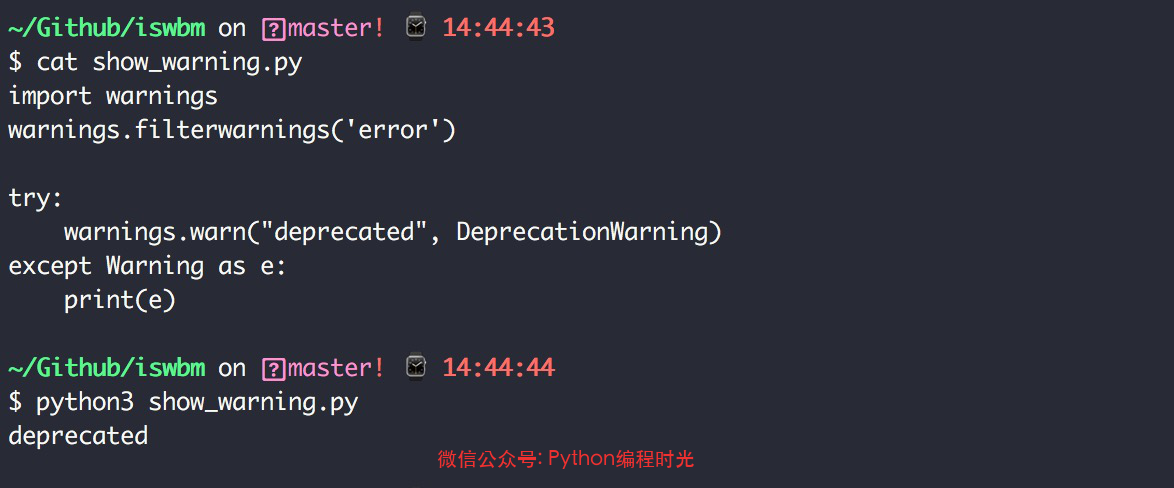 ~/Github/iswbm on master! 14:44:43
$ cat show_warning.py
import warnings
warnings.filterwarnings('error')
try:
    warnings.warn("deprecated", DeprecationWarning)
except Warning as e:
    print(e)
~/Github/iswbm on master! 14:44:44
$ python3 show_warning.py
deprecated
微信公众号: Python编程时光